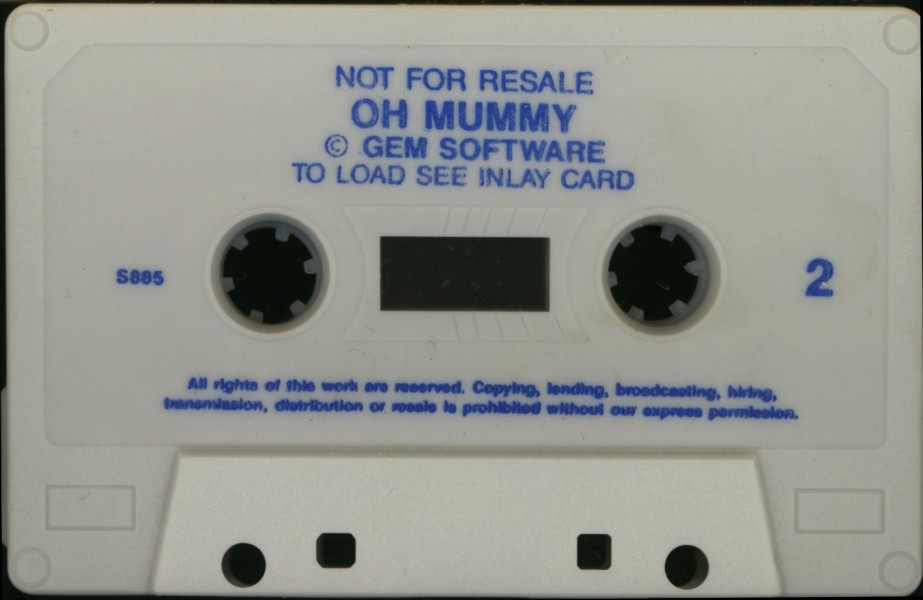 NOT FOR RESALE
OH MUMMY
© GEM SOFTWARE
TO LOAD SEE INLAY CARD
S885
2
All rights of this work are reserved. Copying, lending, broadcasting, hiring,
transmission, distribution or resale is prohibited without our express permission.